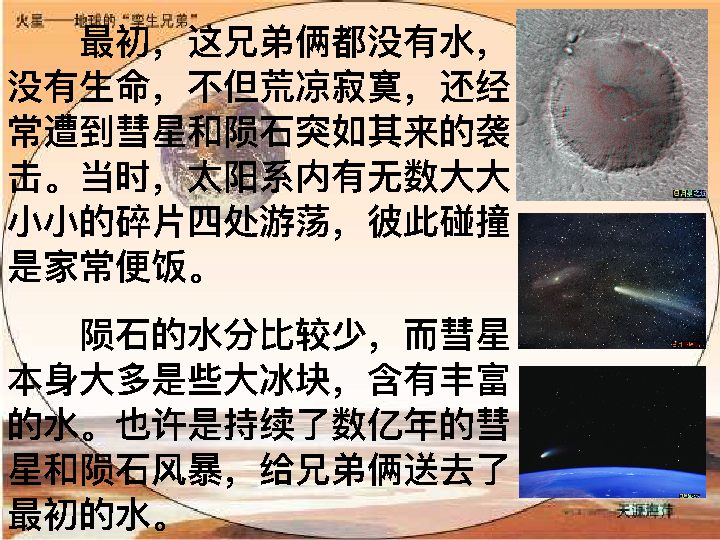 火星——地球的“孪生兄弟”
最初，这兄弟俩都没有水，
没有生命，不但荒凉寂寞，还经
常遭到彗星和陨石突如其来的袭
击。当时，太阳系内有无数大大
小小的碎片四处游荡，彼此碰撞
是家常便饭。
陨石的水分比较少，而彗星
本身大多是些大冰块，含有丰富
的水。也许是持续了数亿年的彗
星和陨石风暴，给兄弟俩送去了
最初的水。
天涯海萍